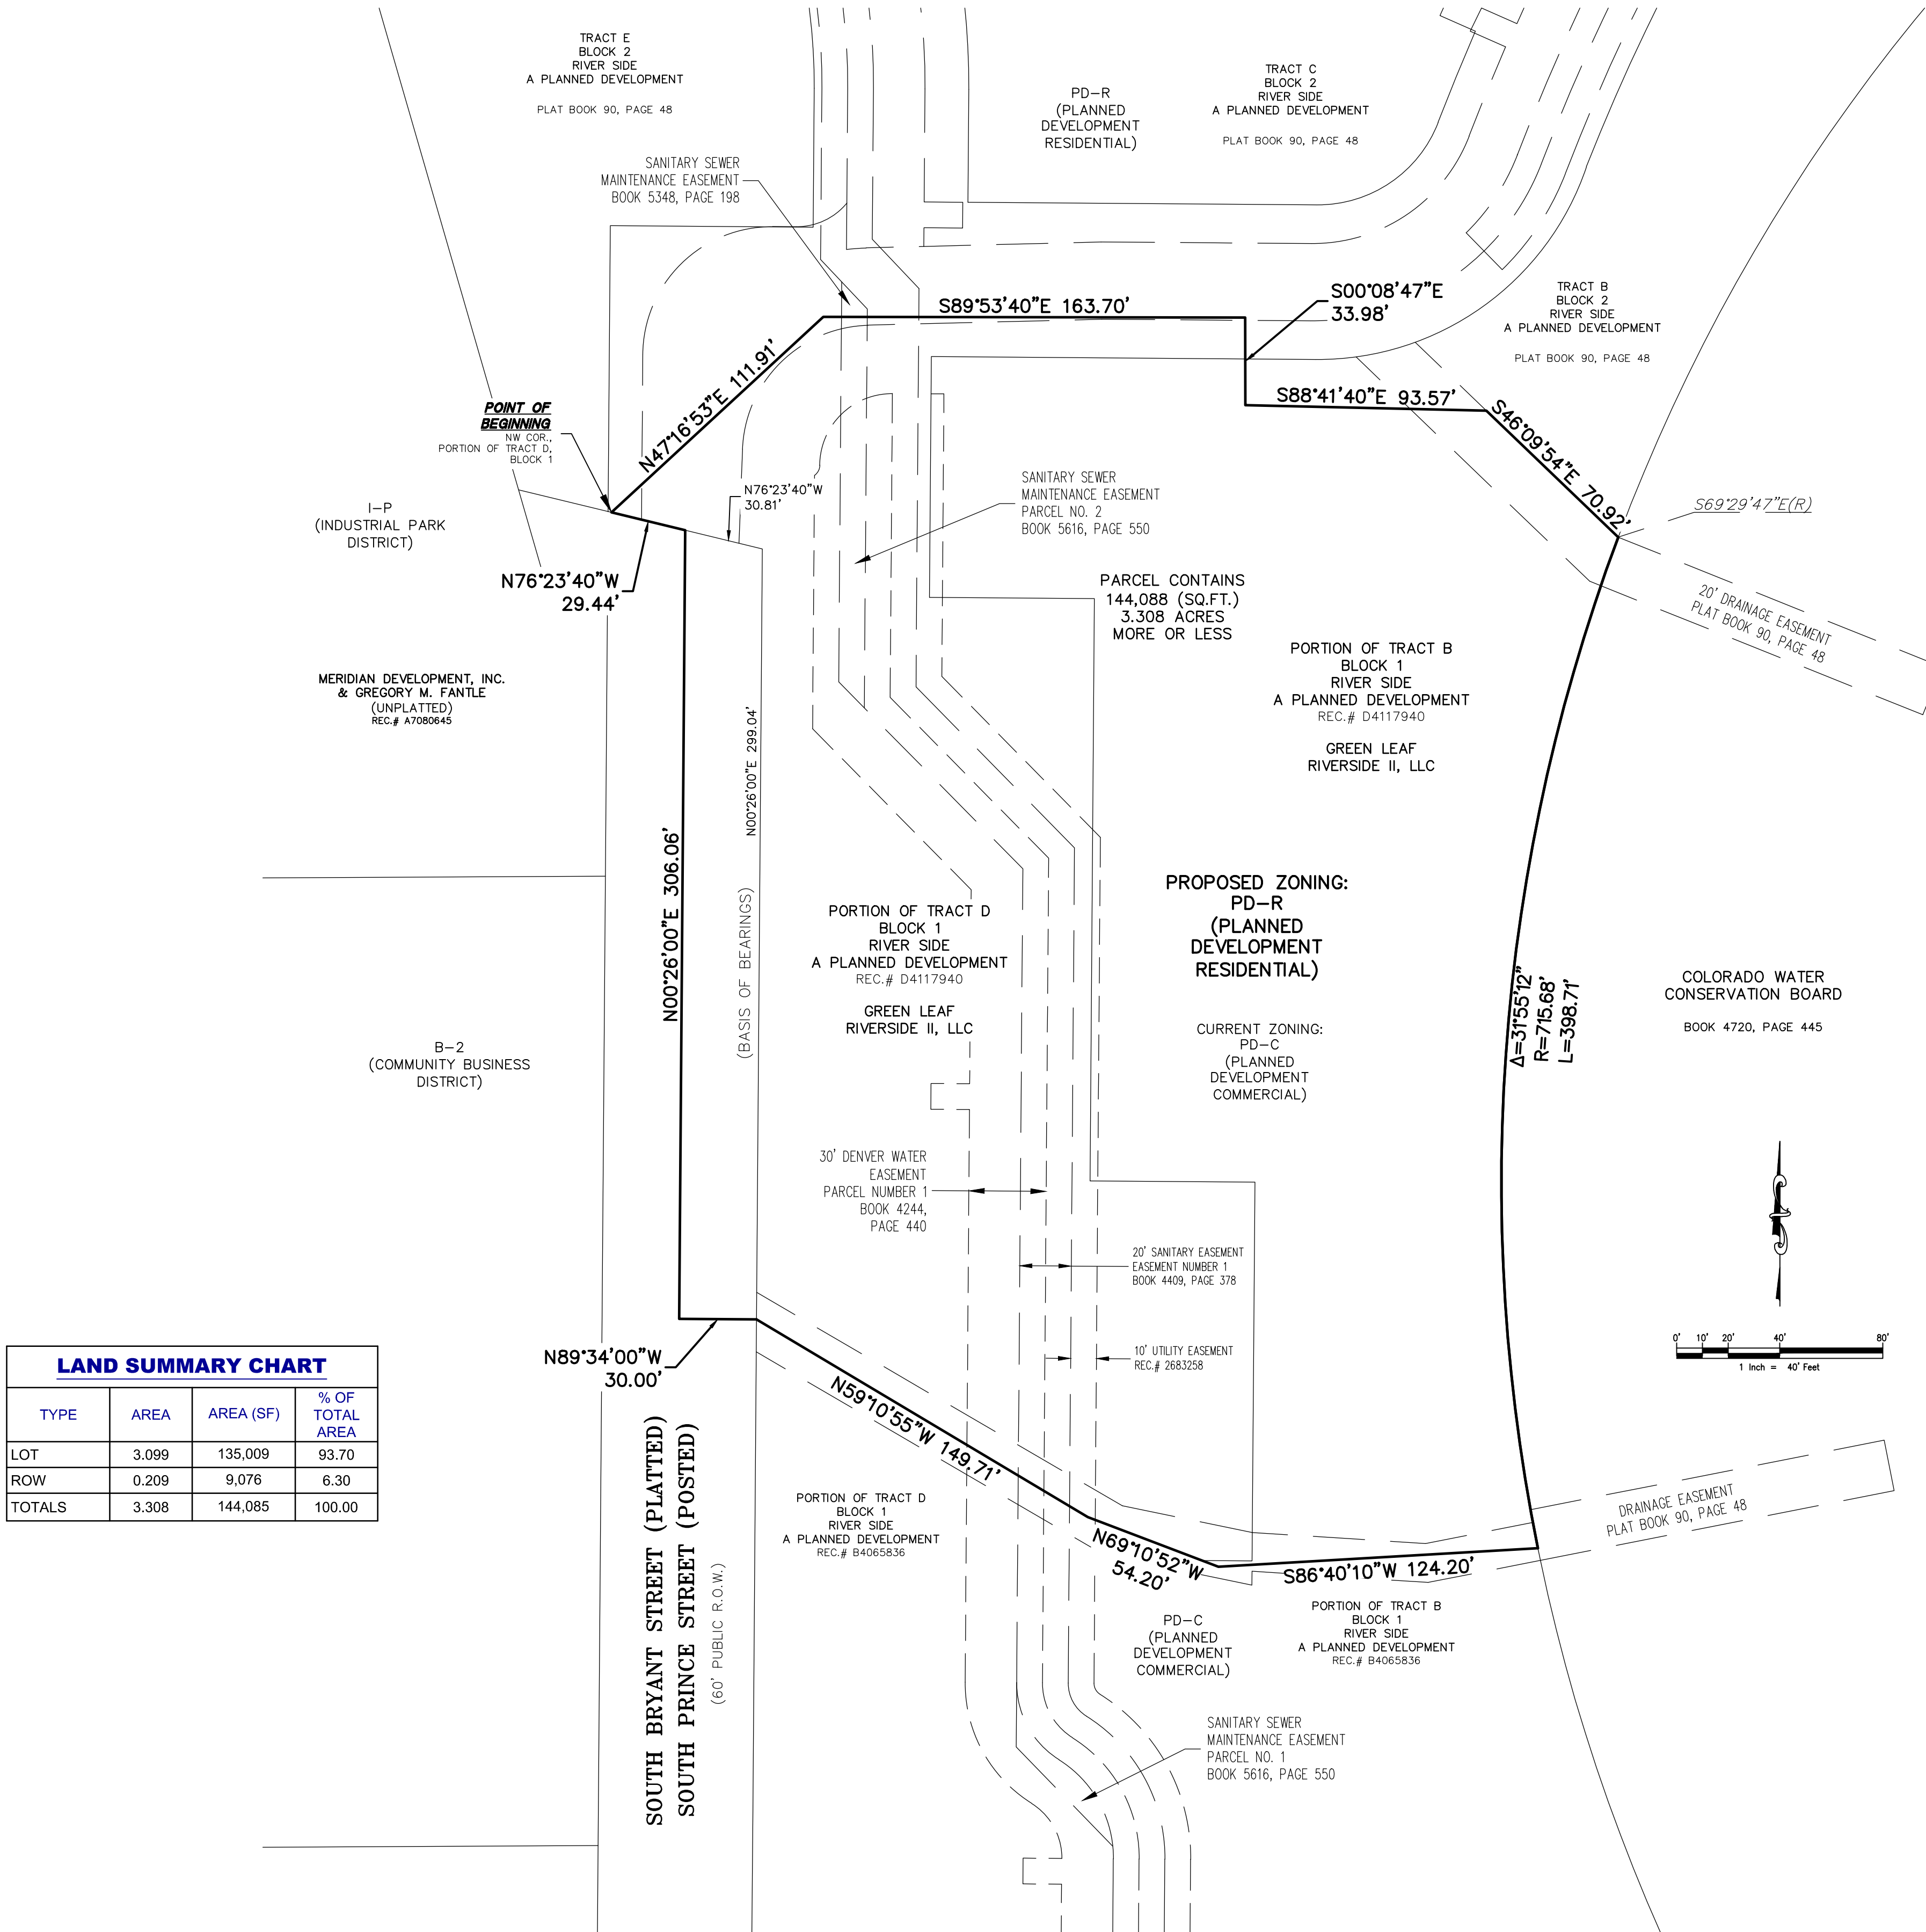 TRACT E
BLOCK 2
RIVER SIDE
A PLANNED DEVELOPMENT
PLAT BOOK 90, PAGE 48
PD-R
(PLANNED
DEVELOPMENT
RESIDENTIAL)
TRACT C
BLOCK 2
RIVER SIDE
A PLANNED DEVELOPMENT
PLAT BOOK 90, PAGE 48
SANITARY SEWER
MAINTENANCE EASEMENT
BOOK 5348, PAGE 198
S89°53'40"E 163.70'
S00°08'47"E
33.98'
TRACT B
BLOCK 2
RIVER SIDE
A PLANNED DEVELOPMENT
PLAT BOOK 90, PAGE 48
N47°16'53"E 111.91'
S88°41'40"E 93.57'
S46°09'54"E 70.92'
S69°29'47"E(R)
POINT OF
BEGINNING
NW COR.,
PORTION OF TRACT D,
BLOCK 1
N76°23'40"W
30.81'
SANITARY SEWER
MAINTENANCE EASEMENT
PARCEL NO. 2
BOOK 5616, PAGE 550
I-P
(INDUSTRIAL PARK
DISTRICT)
N76°23'40"W
29.44'
PARCEL CONTAINS
144,088 (SQ.FT.)
3.308 ACRES
MORE OR LESS
20' DRAINAGE EASEMENT
PLAT BOOK 90, PAGE 48
PORTION OF TRACT B
BLOCK 1
RIVER SIDE
A PLANNED DEVELOPMENT
REC.# D4117940
GREEN LEAF
RIVERSIDE II, LLC
MERIDIAN DEVELOPMENT, INC.
& GREGORY M. FANTLE
(UNPLATTED)
REC.# A7080645
N00°26'00"E 299.04'
(BASIS OF BEARINGS)
N00°26'00"E 306.06'
PORTION OF TRACT D
BLOCK 1
RIVER SIDE
A PLANNED DEVELOPMENT
REC.# D4117940
GREEN LEAF
RIVERSIDE II, LLC
PROPOSED ZONING:
PD-R
(PLANNED
DEVELOPMENT
RESIDENTIAL)
CURRENT ZONING:
PD-C
(PLANNED
DEVELOPMENT
COMMERCIAL)
Δ=31°55'12"
R=715.68'
L=398.71'
COLORADO WATER
CONSERVATION BOARD
BOOK 4720, PAGE 445
B-2
(COMMUNITY BUSINESS
DISTRICT)
30' DENVER WATER
EASEMENT
PARCEL NUMBER 1
BOOK 4244,
PAGE 440
20' SANITARY EASEMENT
EASEMENT NUMBER 1
BOOK 4409, PAGE 378
10' UTILITY EASEMENT
REC.# 2683258
0' 10' 20' 40' 80'
1 Inch = 40' Feet
N89°34'00"W
30.00'
LAND SUMMARY CHART
TYPE AREA AREA (SF) % OF TOTAL AREA
LOT 3.099 135,009 93.70
ROW 0.209 9,076 6.30
TOTALS 3.308 144,085 100.00
N59°10'55"W 149.71'
N69°10'52"W
54.20'
S86°40'10"W 124.20'
DRAINAGE EASEMENT
PLAT BOOK 90, PAGE 48
SOUTH BRYANT STREET (PLATTED)
SOUTH PRINCE STREET (POSTED)
(60' PUBLIC R.O.W.)
PORTION OF TRACT D
BLOCK 1
RIVER SIDE
A PLANNED DEVELOPMENT
REC.# B4065836
PD-C
(PLANNED
DEVELOPMENT
COMMERCIAL)
PORTION OF TRACT B
BLOCK 1
RIVER SIDE
A PLANNED DEVELOPMENT
REC.# B4065836
SANITARY SEWER
MAINTENANCE EASEMENT
PARCEL NO. 1
BOOK 5616, PAGE 550